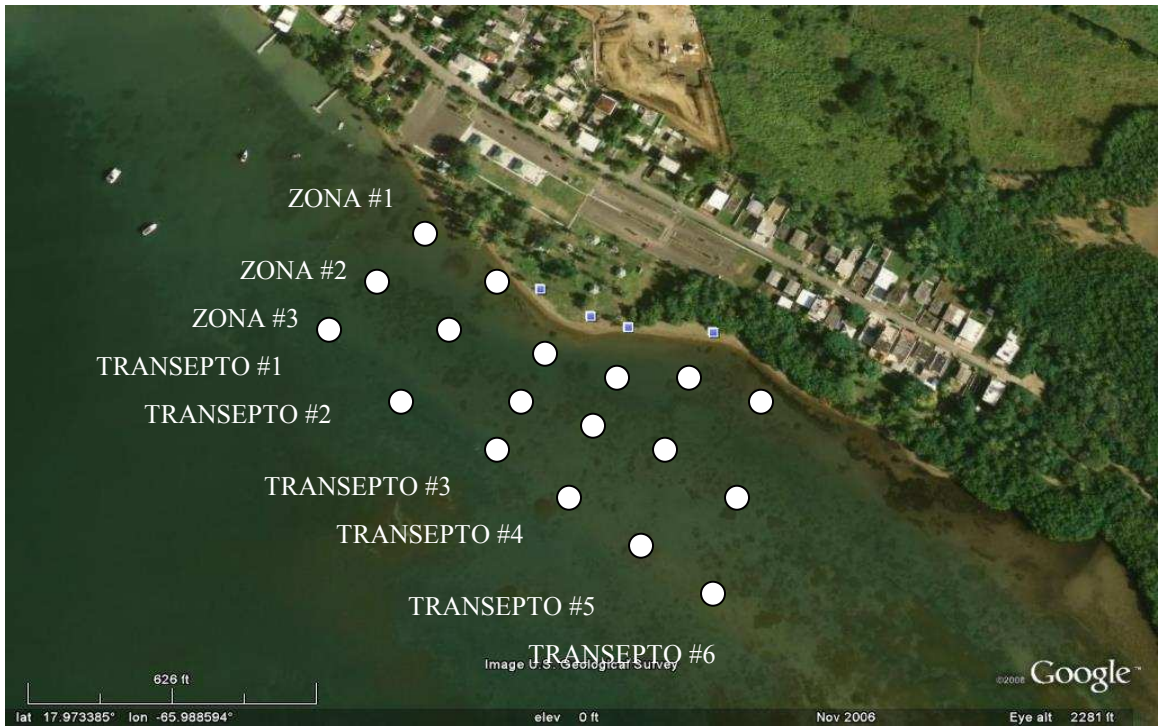 ZONA #1
ZONA #2
ZONA #3
TRANSEPTO #1
TRANSEPTO #2
TRANSEPTO #3
TRANSEPTO #4
TRANSEPTO #5
TRANSEPTO #6
Image U.S. Geological Survey
626 ft
©2008 Google™
lat 17.973385° lon -65.988594° elev 0 ft Nov 2006 Eye alt 2281 ft